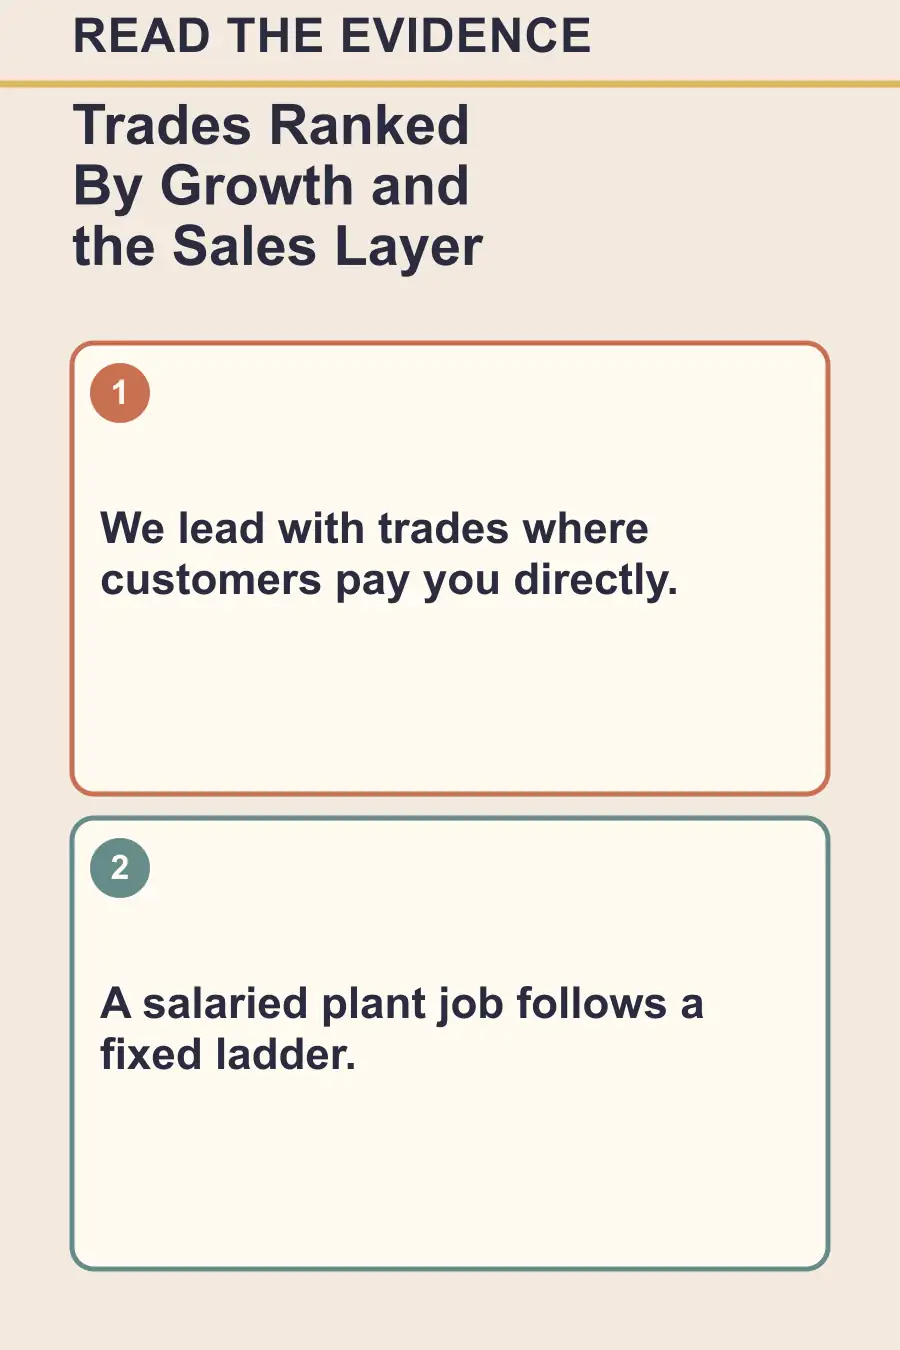 READ THE EVIDENCE
Trades Ranked
By Growth and
the Sales Layer
1
We lead with trades where
customers pay you directly.
2
A salaried plant job follows a
fixed ladder.